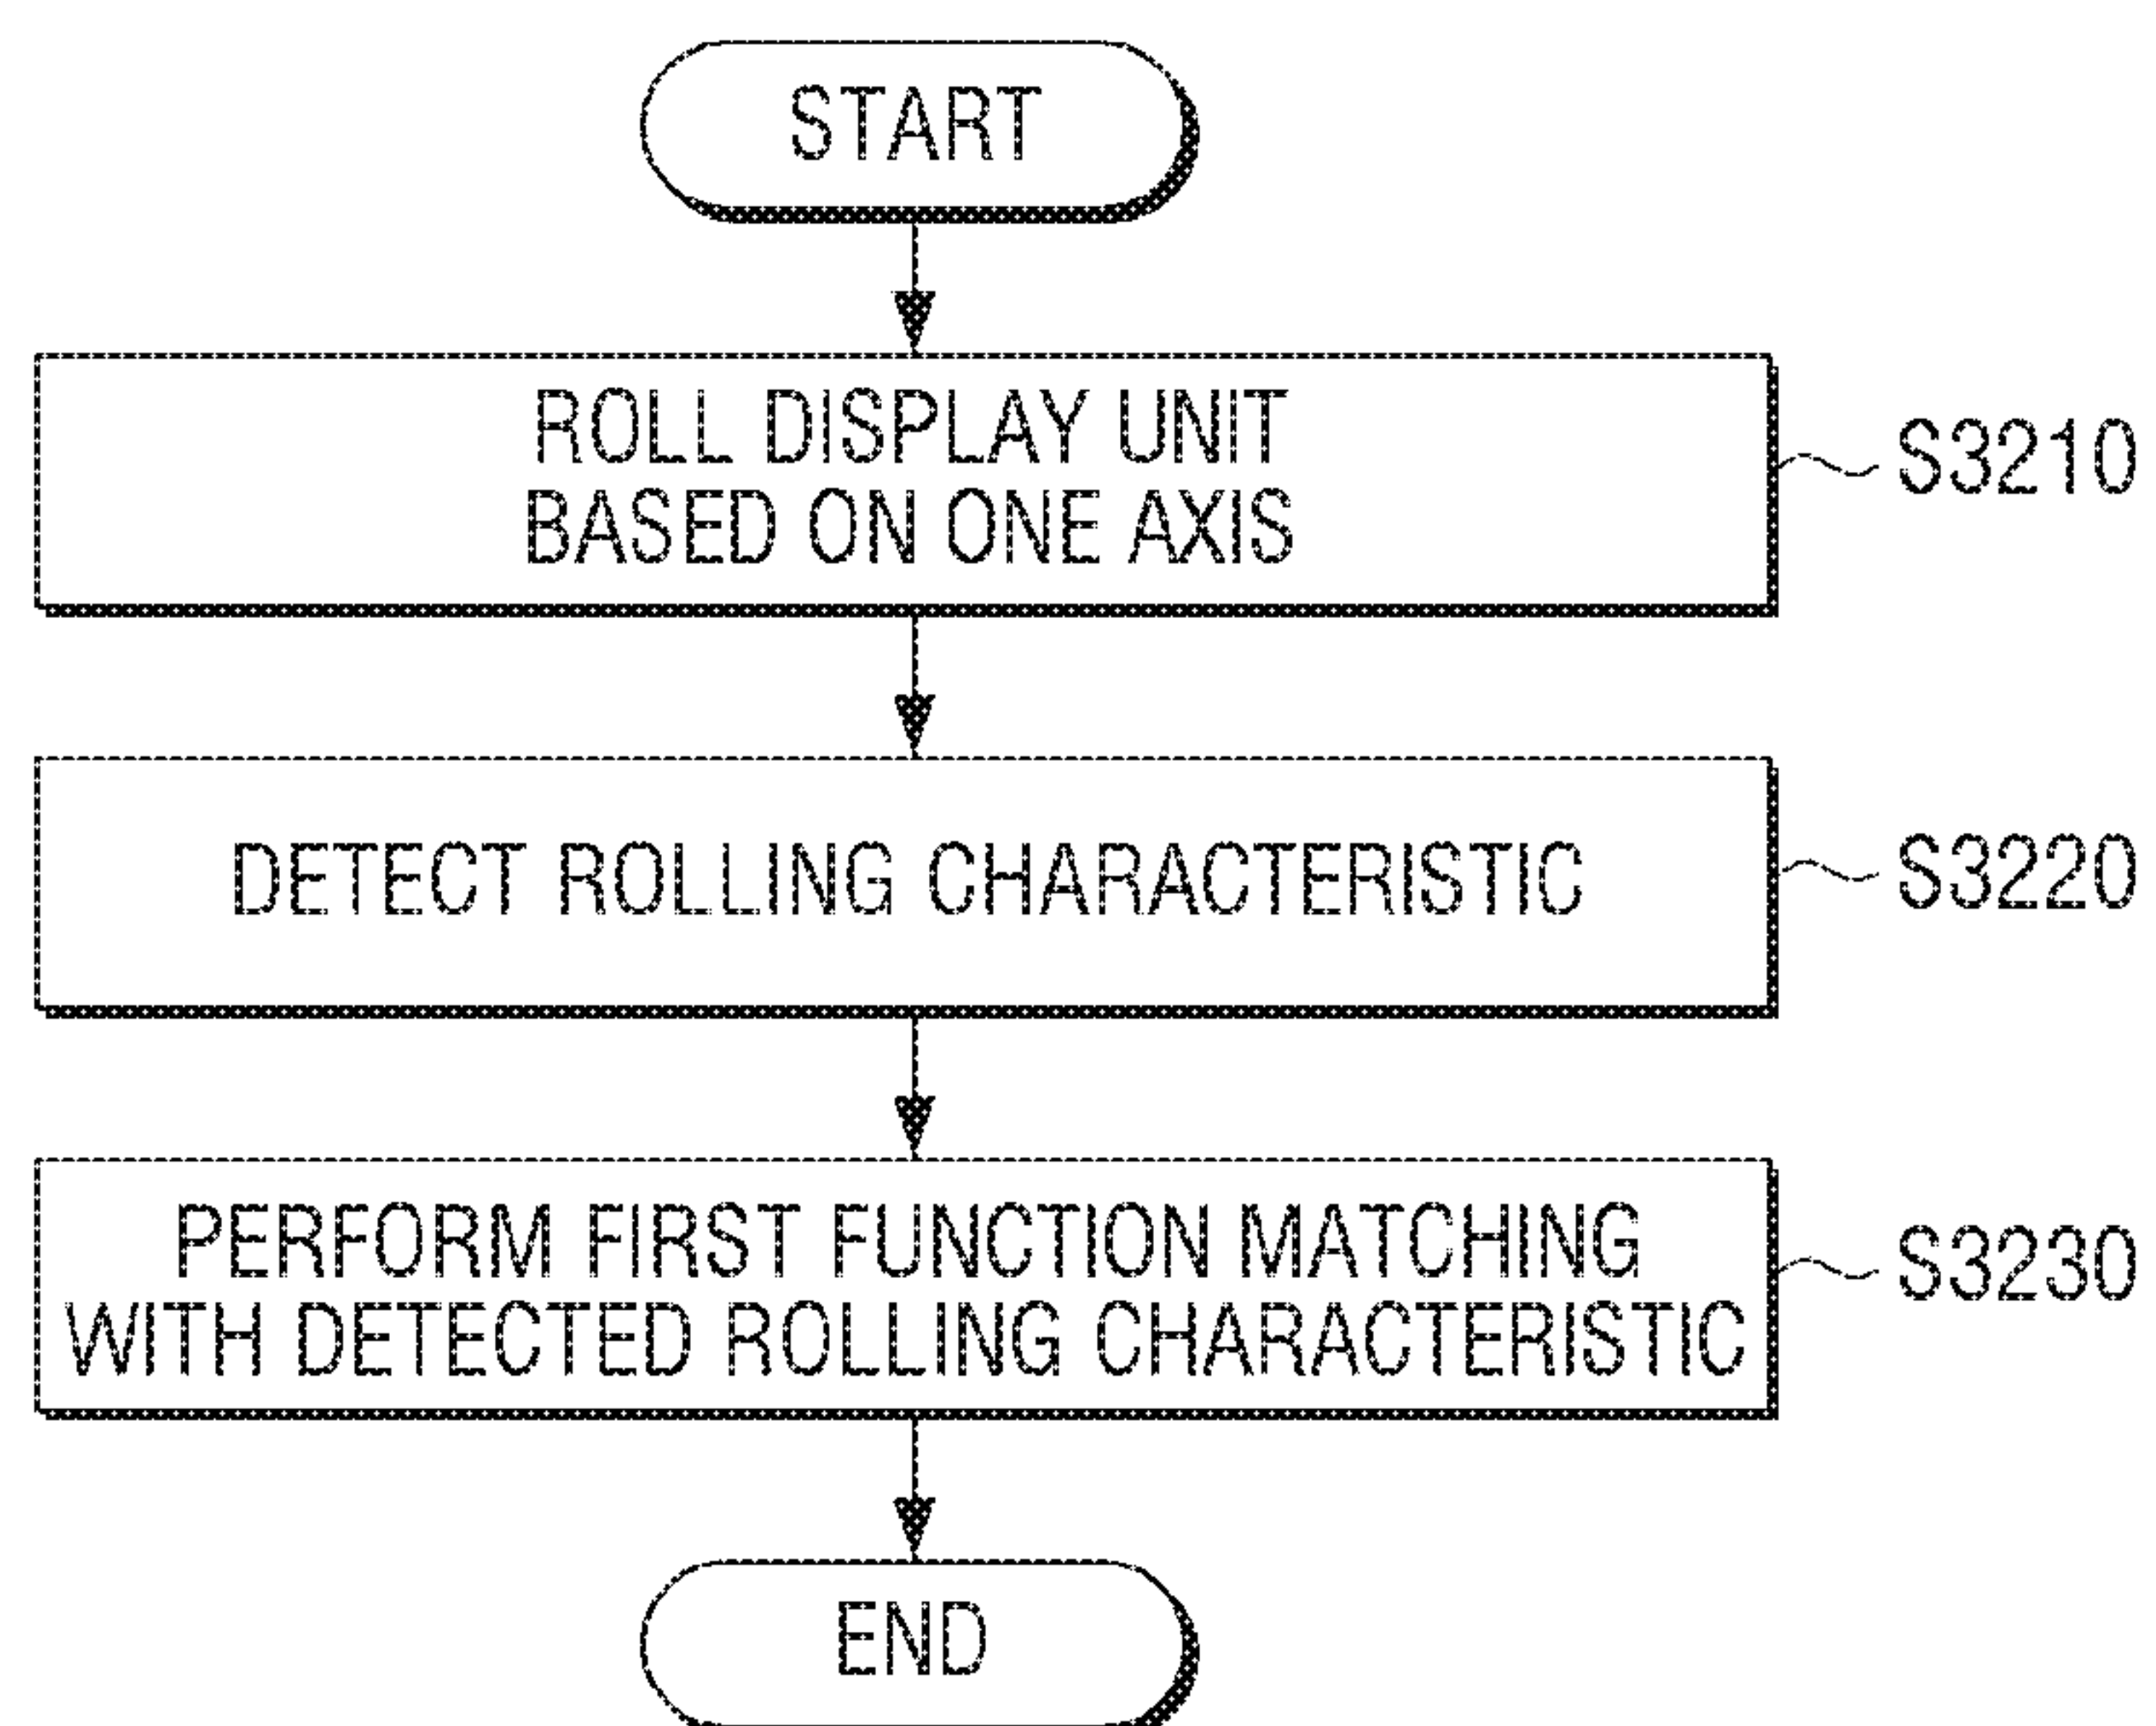 START
ROLL DISPLAY UNIT
BASED ON ONE AXIS
S3210
DETECT ROLLING CHARACTERISTIC
S3220
PERFORM FIRST FUNCTION MATCHING
WITH DETECTED ROLLING CHARACTERISTIC
S3230
END